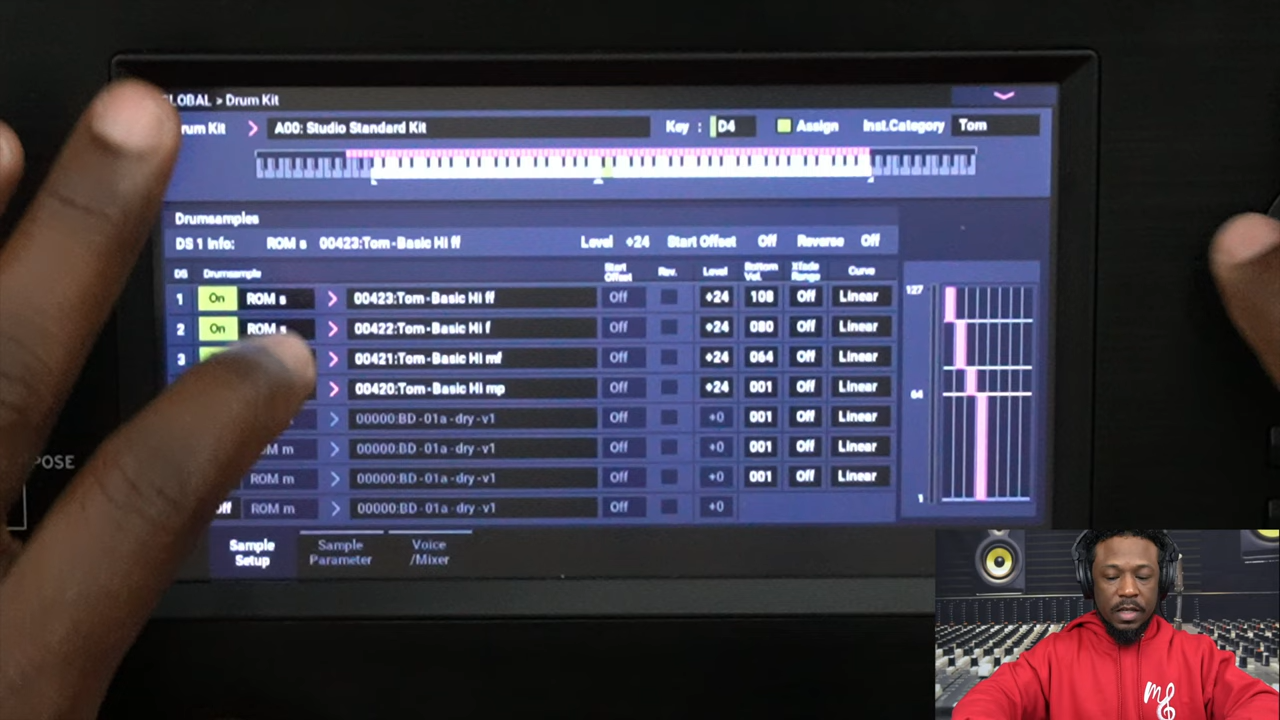 LOBAL > Drum Kit
rum Kit > A00: Studio Standard Kit Key : D4 Assign Inst.Category Tom
Drumsamples
DS 1 Info: ROM s 00423:Tom-Basic Hi ff Level +24 Start Offset Off Reverse Off
DS Drumsample Start Offset Rev. Level Bottom Vel. Xfade Range Curve
1 On ROM s > 00423:Tom-Basic Hi ff Off +24 108 Off Linear
2 On ROM s > 00422:Tom-Basic Hi f Off +24 080 Off Linear
3 > 00421:Tom-Basic Hi mf Off +24 064 Off Linear
> 00420:Tom-Basic Hi mp Off +24 001 Off Linear
> 00000:BD-01a-dry-v1 Off +0 001 Off Linear
m > 00000:BD-01a-dry-v1 Off +0 001 Off Linear
ROM m > 00000:BD-01a-dry-v1 Off +0 001 Off Linear
ff ROM m > 00000:BD-01a-dry-v1 Off +0
127
64
1
Sample Setup
Sample Parameter
Voice /Mixer
POSE